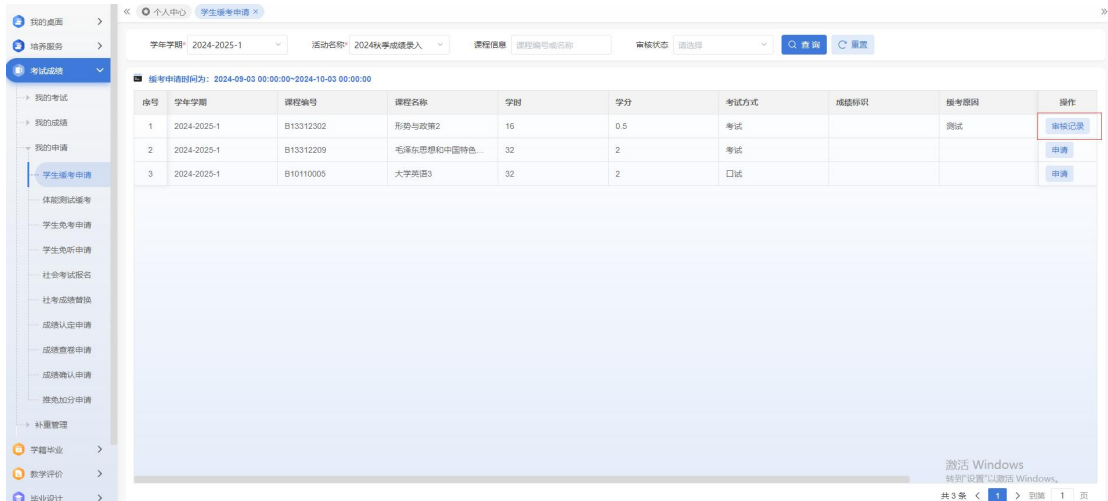 我的桌面
培养服务
考试成绩
我的考试
我的成绩
我的申请
学生缓考申请
体能测试缓考
学生免考申请
学生免听申请
社会考试报名
社考成绩替换
成绩认定申请
成绩查卷申请
成绩确认申请
推免加分申请
补重管理
学籍毕业
教学评价
毕业设计
个人中心 学生缓考申请 ×
学年学期* 2024-2025-1 活动名称* 2024秋季成绩录入 课程信息 课程编号或名称 审核状态 请选择 查询 重置
缓考申请时间为：2024-09-03 00:00:00~2024-10-03 00:00:00
序号 学年学期 课程编号 课程名称 学时 学分 考试方式 成绩标识 缓考原因 操作
1 2024-2025-1 B13312302 形势与政策2 16 0.5 考试 测试 审核记录
2 2024-2025-1 B13312209 毛泽东思想和中国特色... 32 2 考试 申请
3 2024-2025-1 B10110005 大学英语3 32 2 口试 申请
激活 Windows
转到"设置"以激活 Windows。
共 3 条 < 1 > 到第 1 页